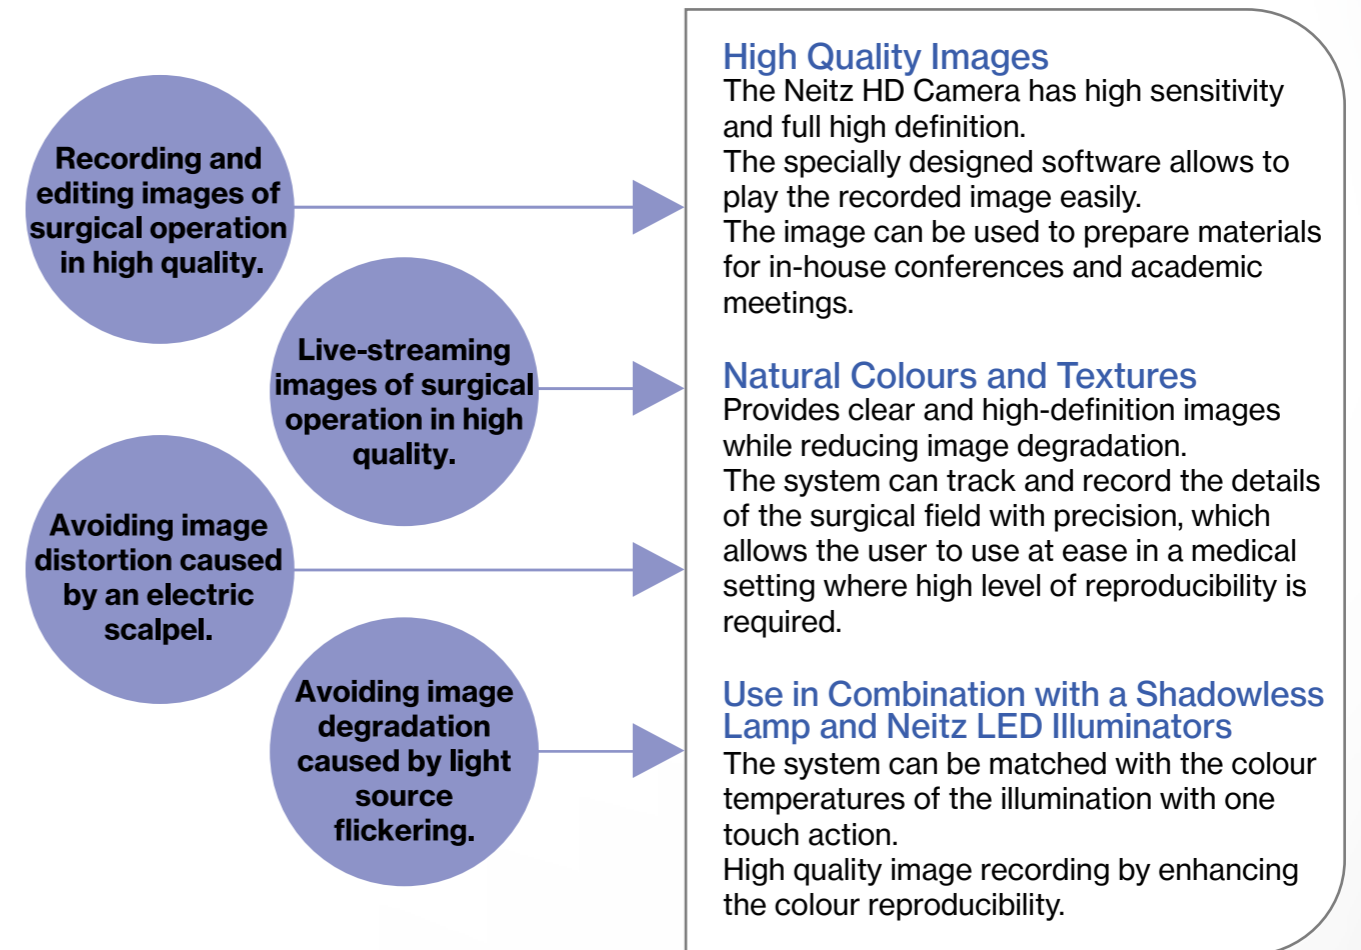 Recording and
editing images of
surgical operation
in high quality.
Live-streaming
images of surgical
operation in high
quality.
Avoiding image
distortion caused
by an electric
scalpel.
Avoiding image
degradation
caused by light
source
flickering.
High Quality Images
The Neitz HD Camera has high sensitivity
and full high definition.
The specially designed software allows to
play the recorded image easily.
The image can be used to prepare materials
for in-house conferences and academic
meetings.
Natural Colours and Textures
Provides clear and high-definition images
while reducing image degradation.
The system can track and record the details
of the surgical field with precision, which
allows the user to use at ease in a medical
setting where high level of reproducibility is
required.
Use in Combination with a Shadowless
Lamp and Neitz LED Illuminators
The system can be matched with the colour
temperatures of the illumination with one
touch action.
High quality image recording by enhancing
the colour reproducibility.